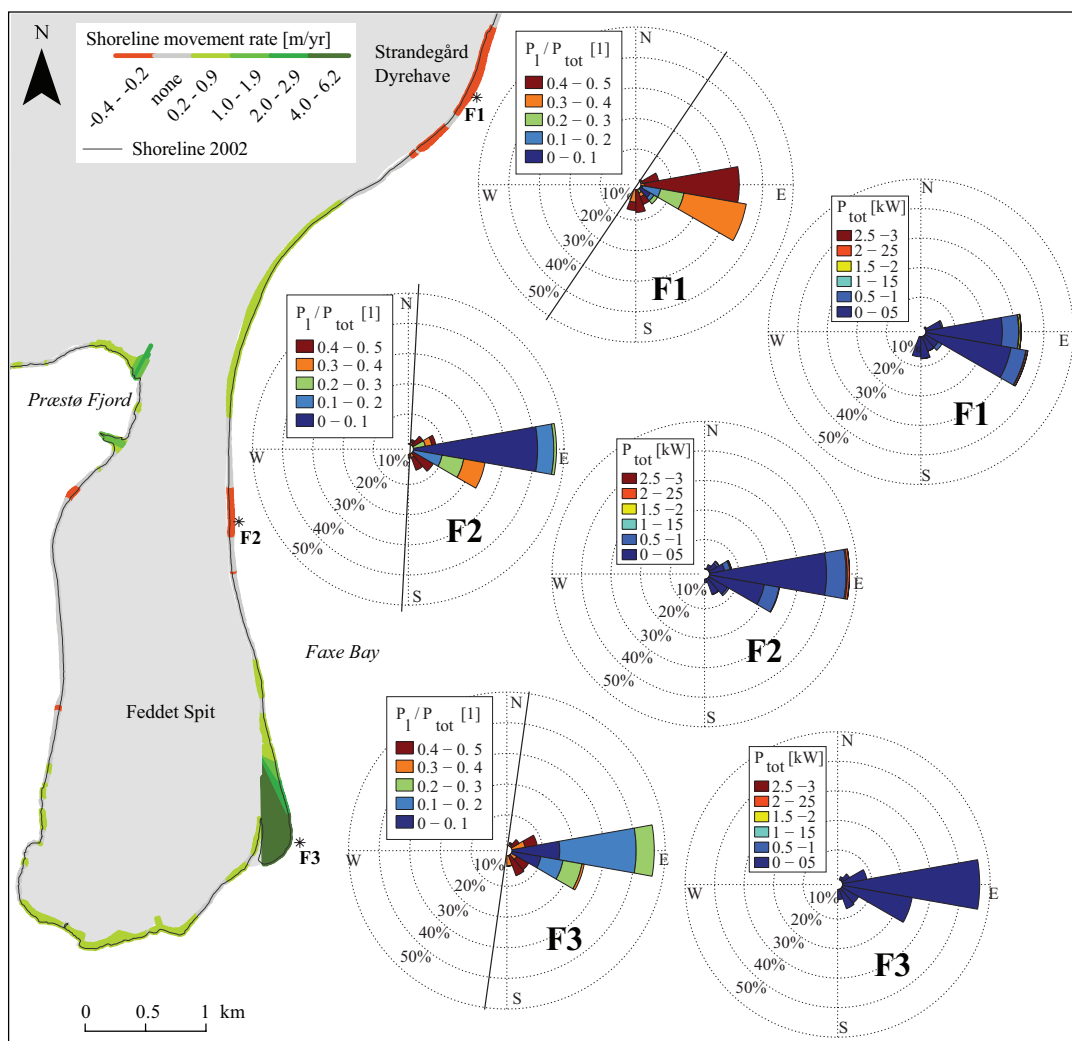 N
Shoreline movement rate [m/yr]
-0.4 - -0.2
none
0.2 - 0.9
1.0 - 1.9
2.0 - 2.9
4.0 - 6.2
Shoreline 2002
Strandegård
Dyrehave
F1
Præstø Fjord
F2
Faxe Bay
Feddet Spit
F3
0 0.5 1 km
P_l/P_tot [1]
0.4 – 0.5
0.3 – 0.4
0.2 – 0.3
0.1 – 0.2
0 – 0.1
N
W
E
S
10%
20%
30%
40%
50%
F1
P_tot [kW]
2.5 –3
2 – 25
1.5 –2
1 – 15
0.5 –1
0 – 05
N
W
E
S
10%
20%
30%
40%
50%
F1
P_l/P_tot [1]
0.4 – 0.5
0.3 – 0.4
0.2 – 0.3
0.1 – 0.2
0 – 0.1
N
W
E
S
10%
20%
30%
40%
50%
F2
P_tot [kW]
2.5 –3
2 – 25
1.5 –2
1 – 15
0.5 –1
0 – 05
N
W
E
S
10%
20%
30%
40%
50%
F2
P_l/P_tot [1]
0.4 – 0.5
0.3 – 0.4
0.2 – 0.3
0.1 – 0.2
0 – 0.1
N
W
E
S
10%
20%
30%
40%
50%
F3
P_tot [kW]
2.5 –3
2 – 25
1.5 –2
1 – 15
0.5 –1
0 – 05
N
W
E
S
10%
20%
30%
40%
50%
F3